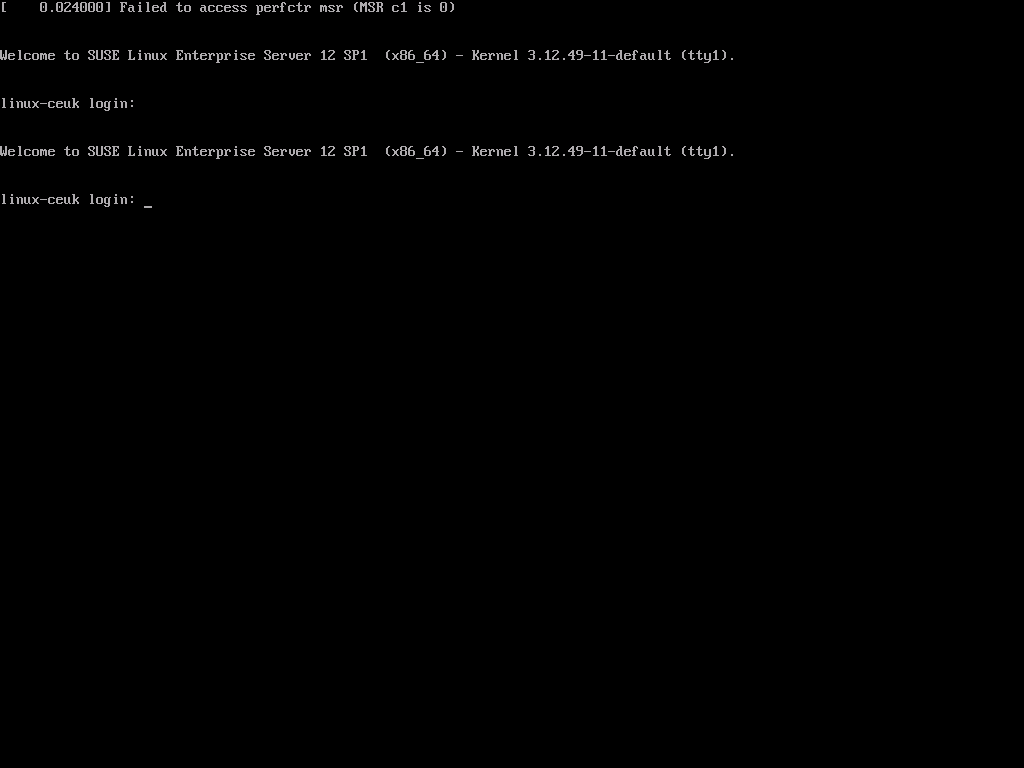 [    0.024000] Failed to access perfctr msr (MSR c1 is 0)
Welcome to SUSE Linux Enterprise Server 12 SP1  (x86_64) - Kernel 3.12.49-11-default (tty1).
linux-ceuk login:
Welcome to SUSE Linux Enterprise Server 12 SP1  (x86_64) - Kernel 3.12.49-11-default (tty1).
linux-ceuk login: _